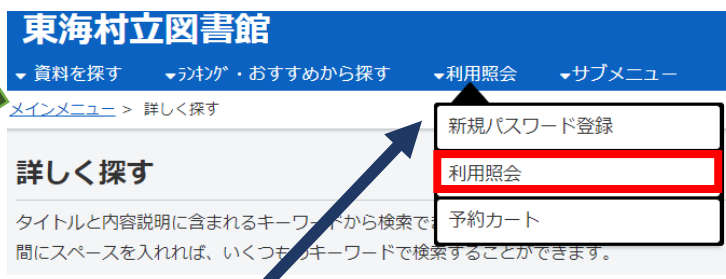 東海村立図書館
▼資料を探す ▼ﾗﾝｷﾝｸﾞ・おすすめから探す ▼利用照会 ▼サブメニュー
メインメニュー > 詳しく探す
新規パスワード登録
利用照会
予約カート
詳しく探す
タイトルと内容説明に含まれるキーワードから検索でき
間にスペースを入れれば、いくつものキーワードで検索することができます。